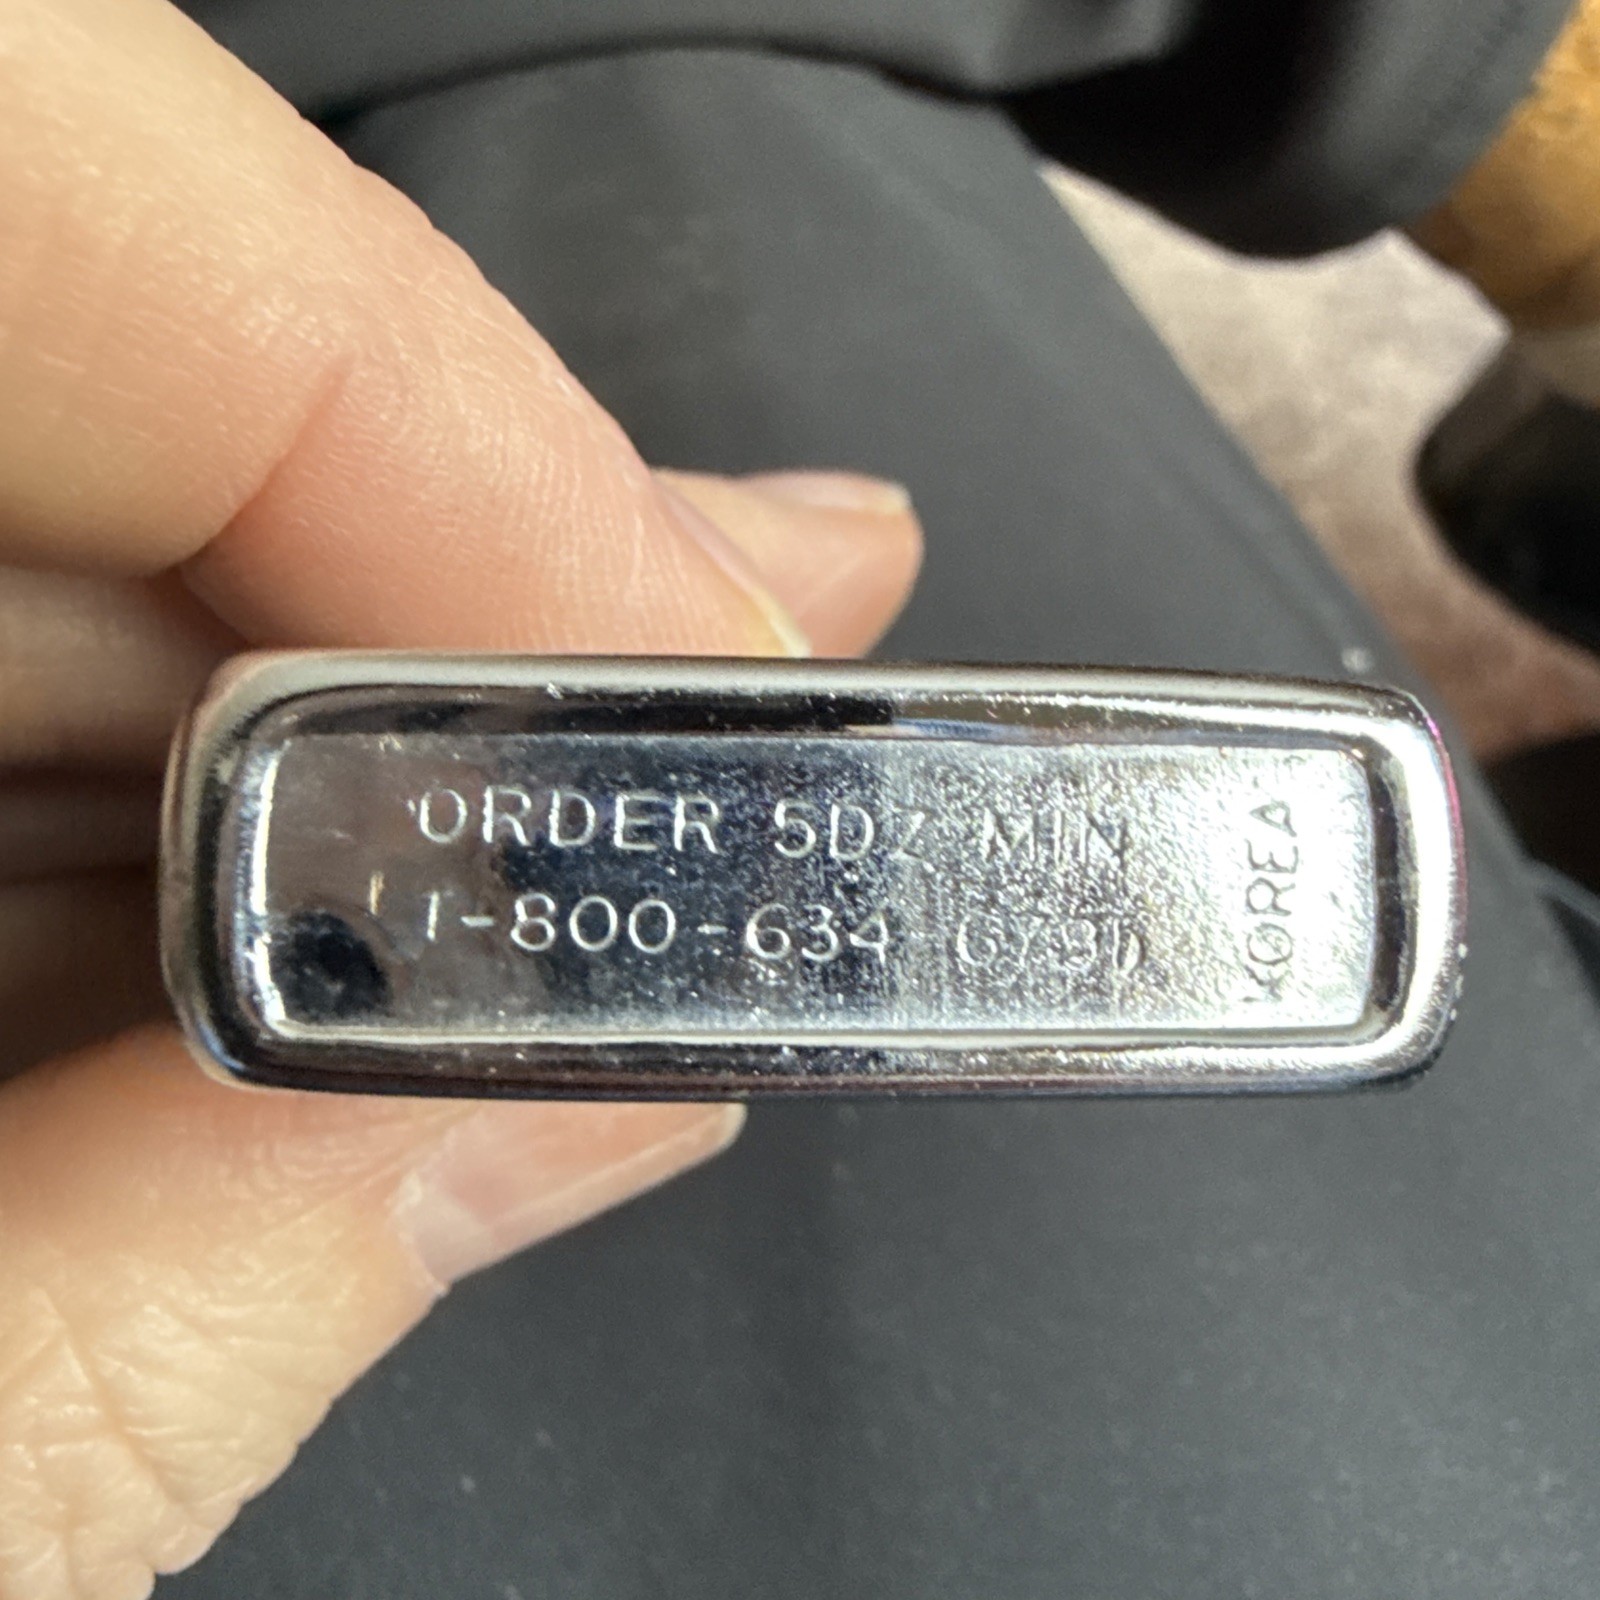 ORDER 5DZ MIN
1-800-634
KOREA